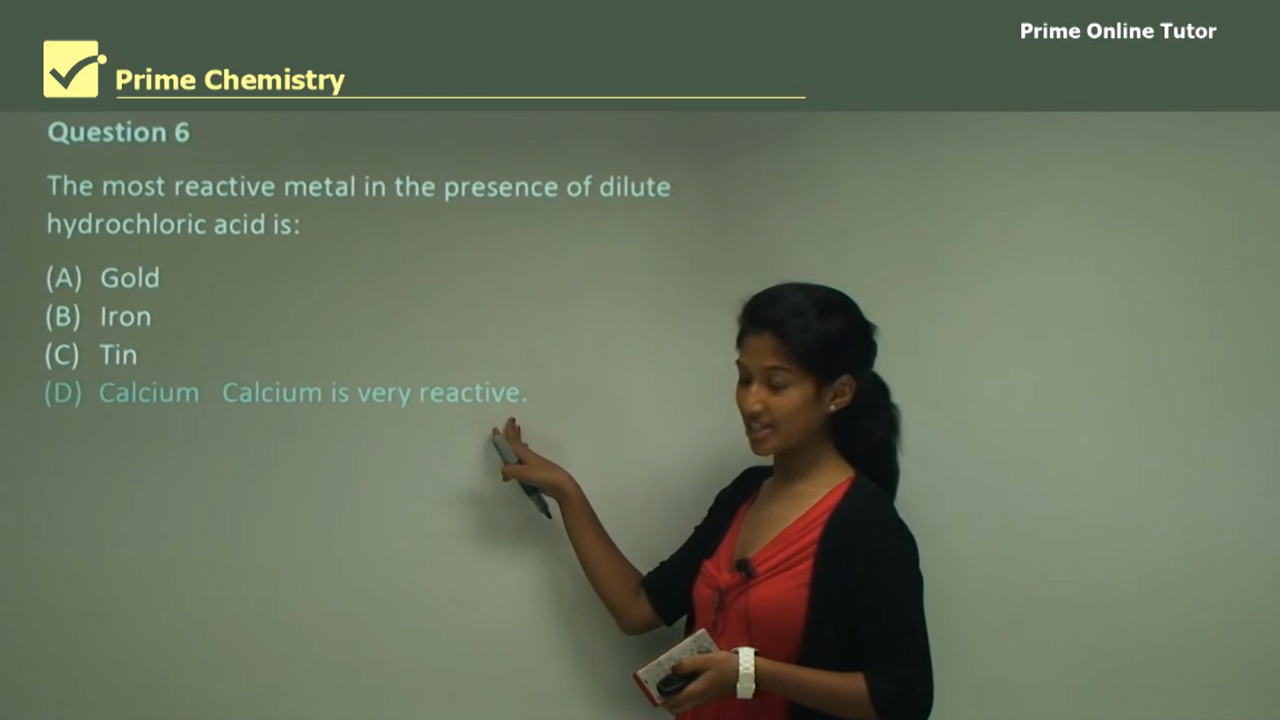 Prime Online Tutor
Prime Chemistry
Question 6
The most reactive metal in the presence of dilute
hydrochloric acid is:
(A) Gold
(B) Iron
(C) Tin
(D) Calcium Calcium is very reactive.